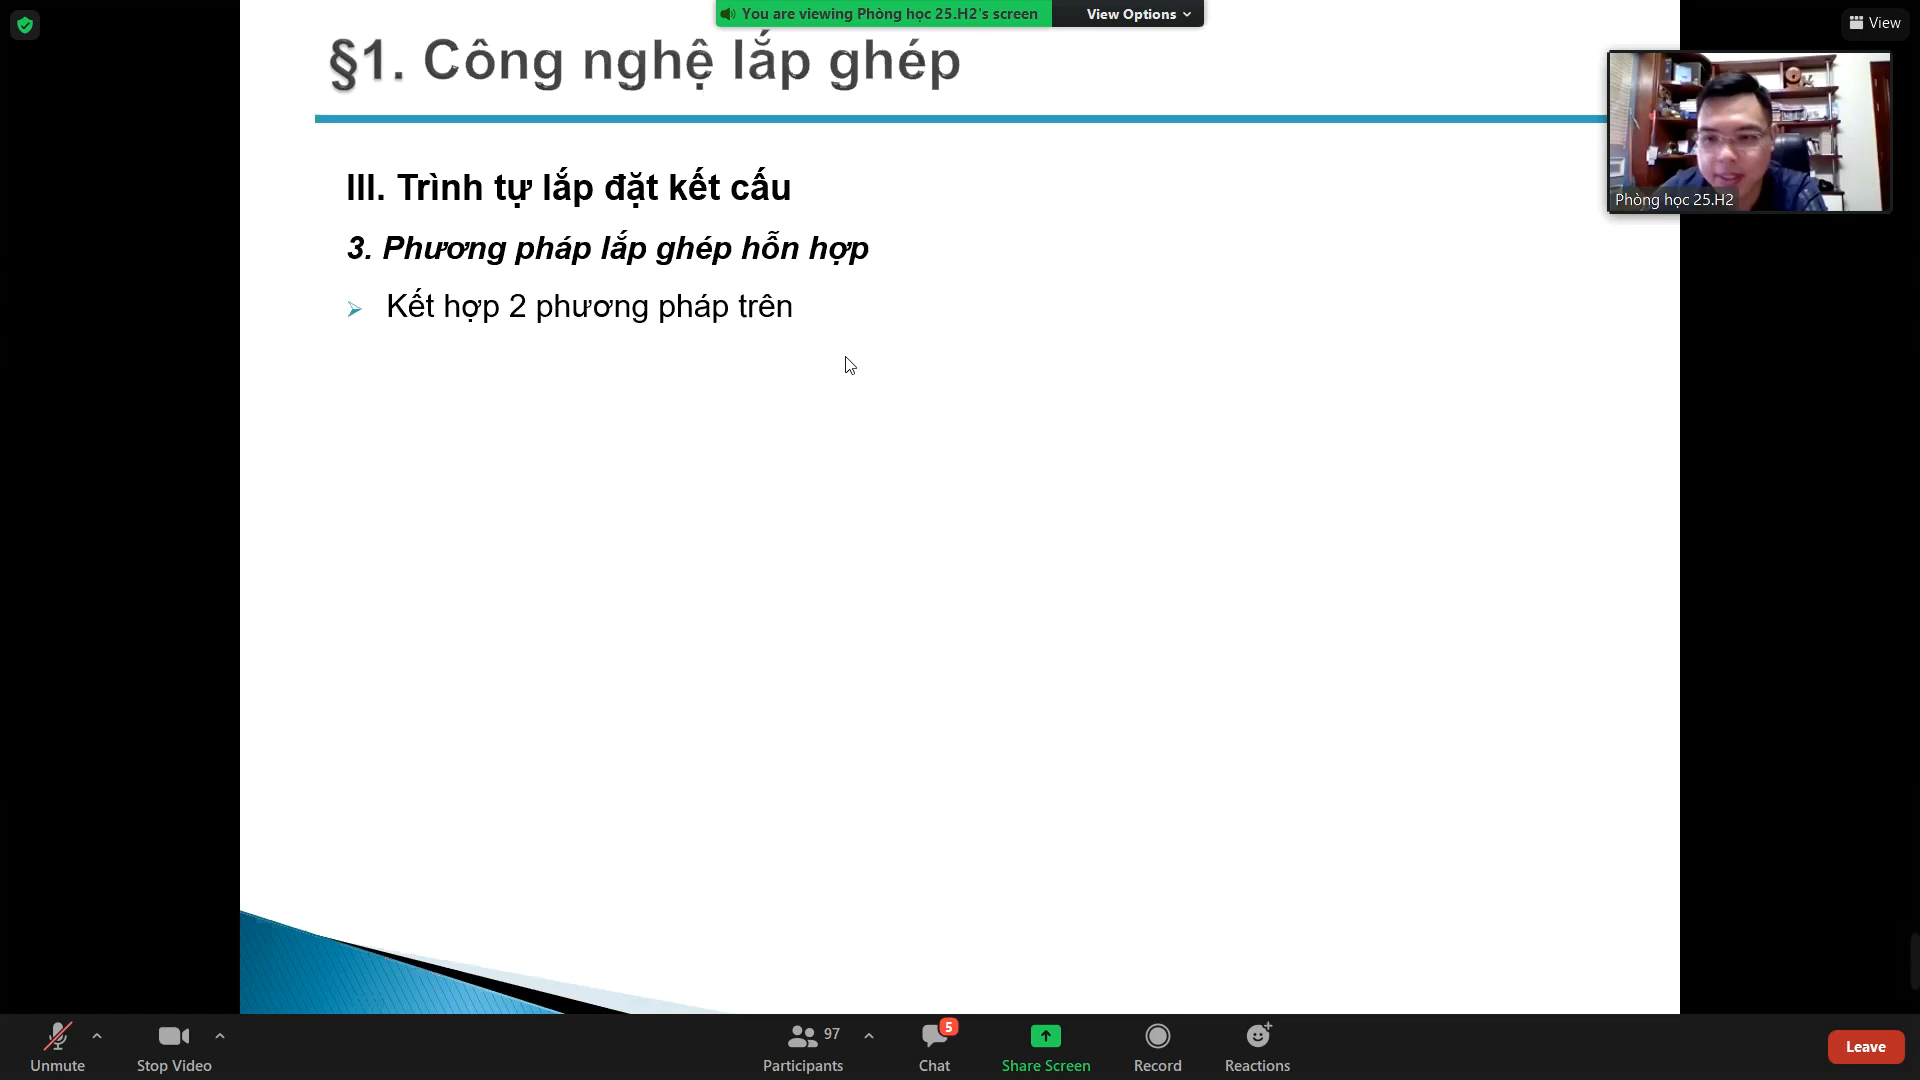 You are viewing Phòng học 25.H2's screen
View Options
View
§1. Công nghệ lắp ghép
Phòng học 25.H2
III. Trình tự lắp đặt kết cấu
3. Phương pháp lắp ghép hỗn hợp
Kết hợp 2 phương pháp trên
Unmute
Stop Video
97
Participants
5
Chat
Share Screen
Record
Reactions
Leave